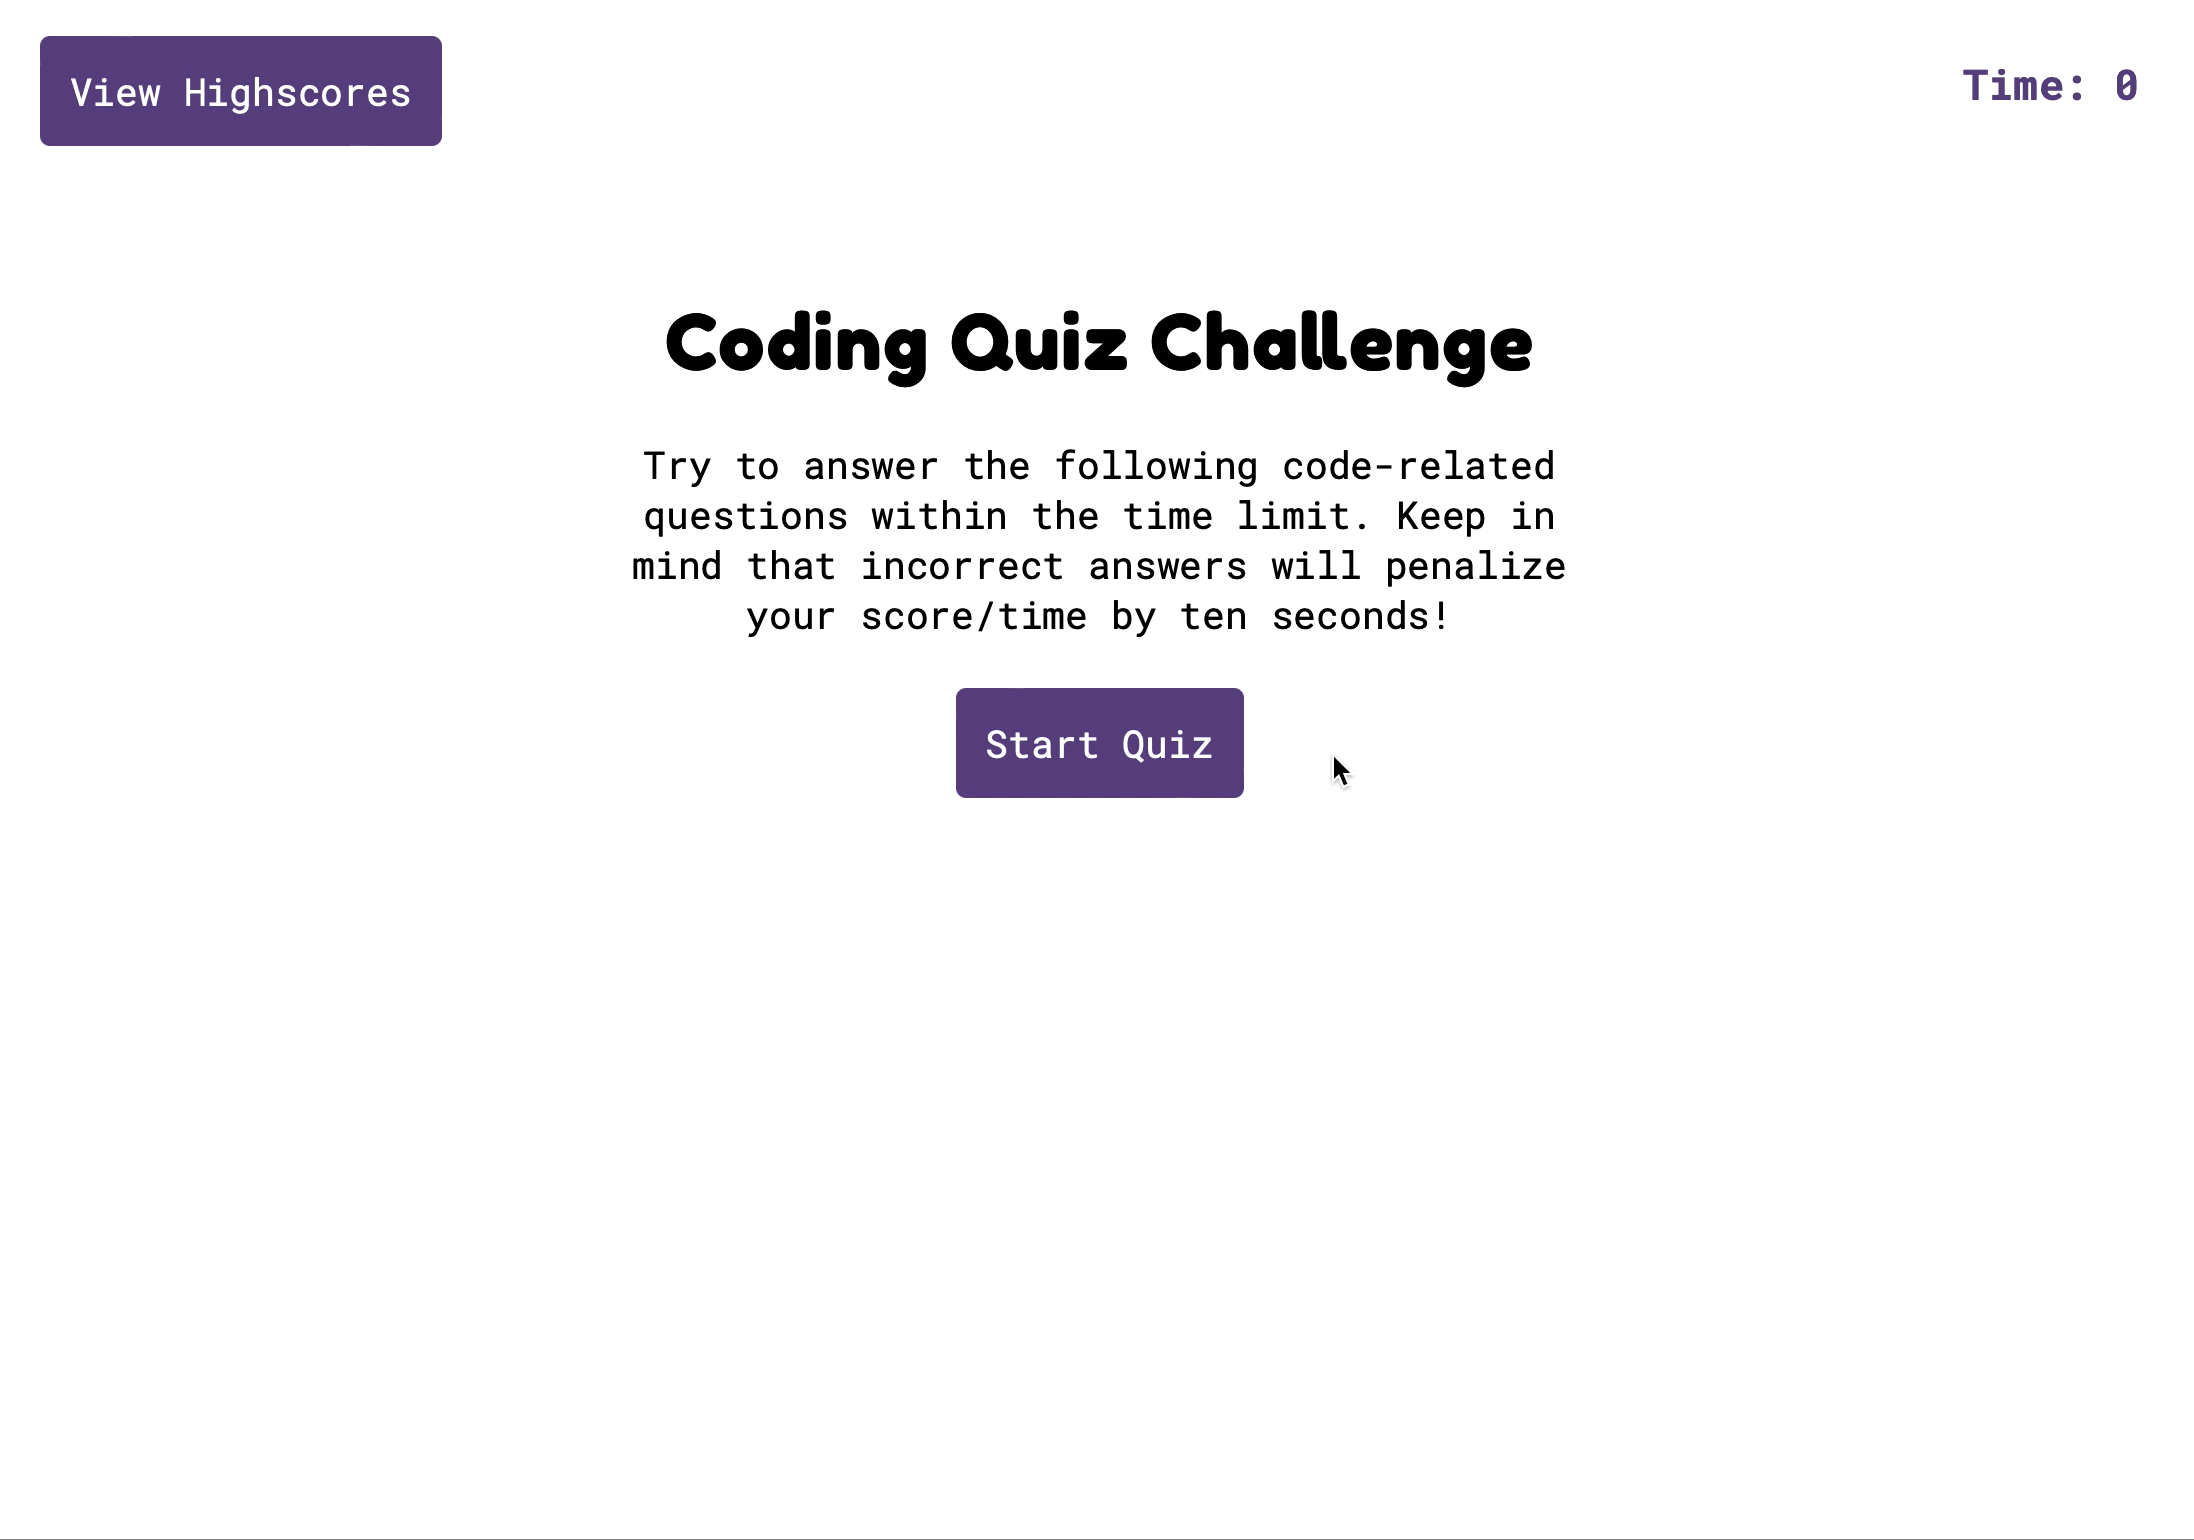 View Highscores
Time: 0
Coding Quiz Challenge
Try to answer the following code-related
questions within the time limit. Keep in
mind that incorrect answers will penalize
your score/time by ten seconds!
Start Quiz